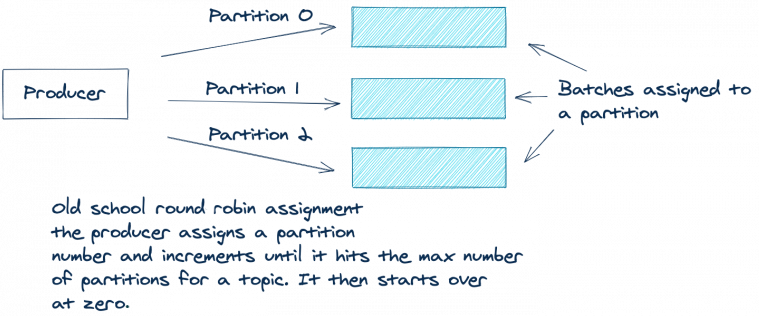 Partition 0
Producer
Partition 1
Batches assigned to
a partition
Partition 2
Old school round robin assignment
the producer assigns a partition
number and increments until it hits the max number
of partitions for a topic. It then starts over
at zero.